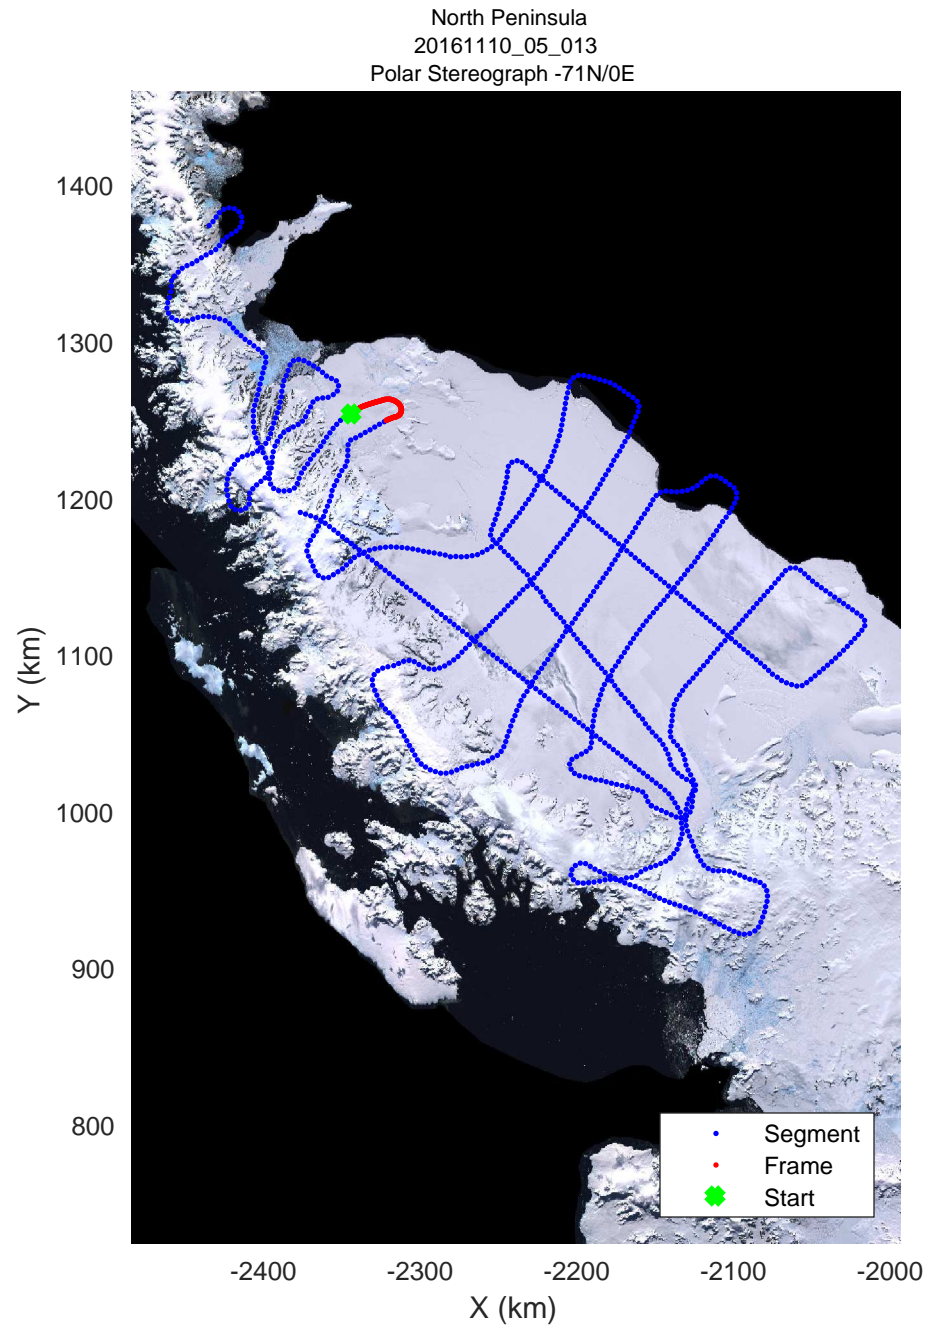 North Peninsula
20161110_05_013
Polar Stereograph -71N/0E
1400
1300
1200
1100
1000
900
800
Y (km)
Segment
Frame
Start
-2400
-2300
-2200
-2100
-2000
X (km)